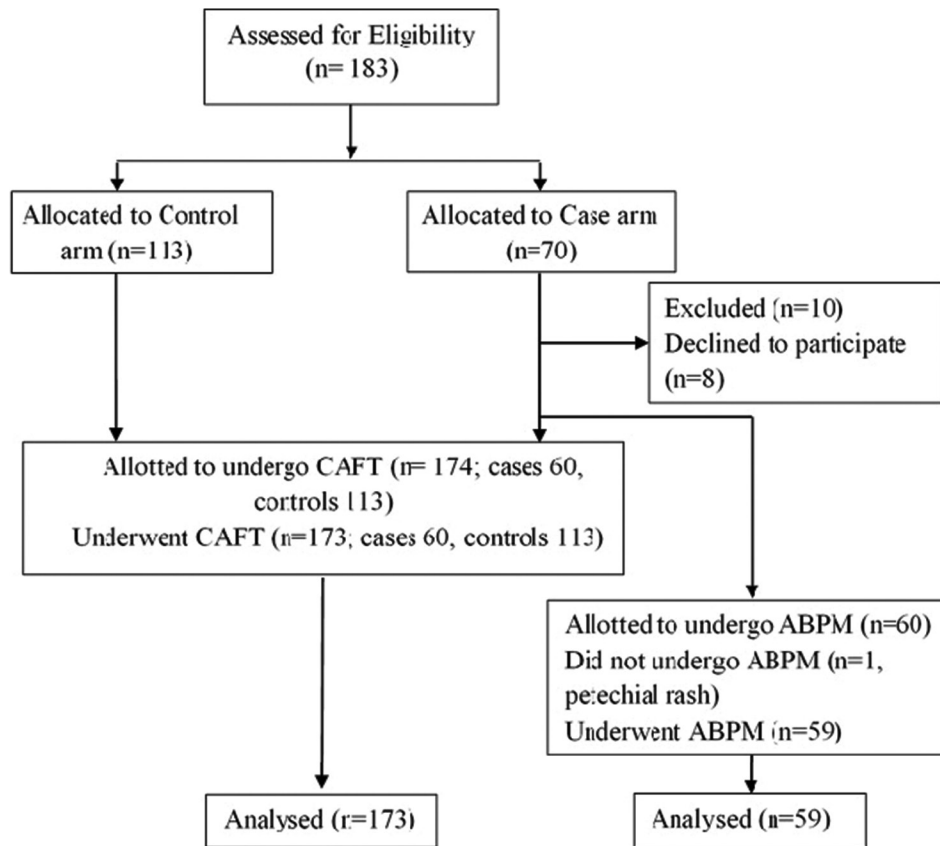 Assessed for Eligibility
(n= 183)
Allocated to Control
arm (n=113)
Allocated to Case arm
(n=70)
Excluded (n=10)
Declined to participate
(n=8)
Allotted to undergo CAFT (n= 174; cases 60,
controls 113)
Underwent CAFT (n=173; cases 60, controls 113)
Allotted to undergo ABPM (n=60)
Did not undergo ABPM (n=1,
petechial rash)
Underwent ABPM (n=59)
Analysed (n=173)
Analysed (n=59)